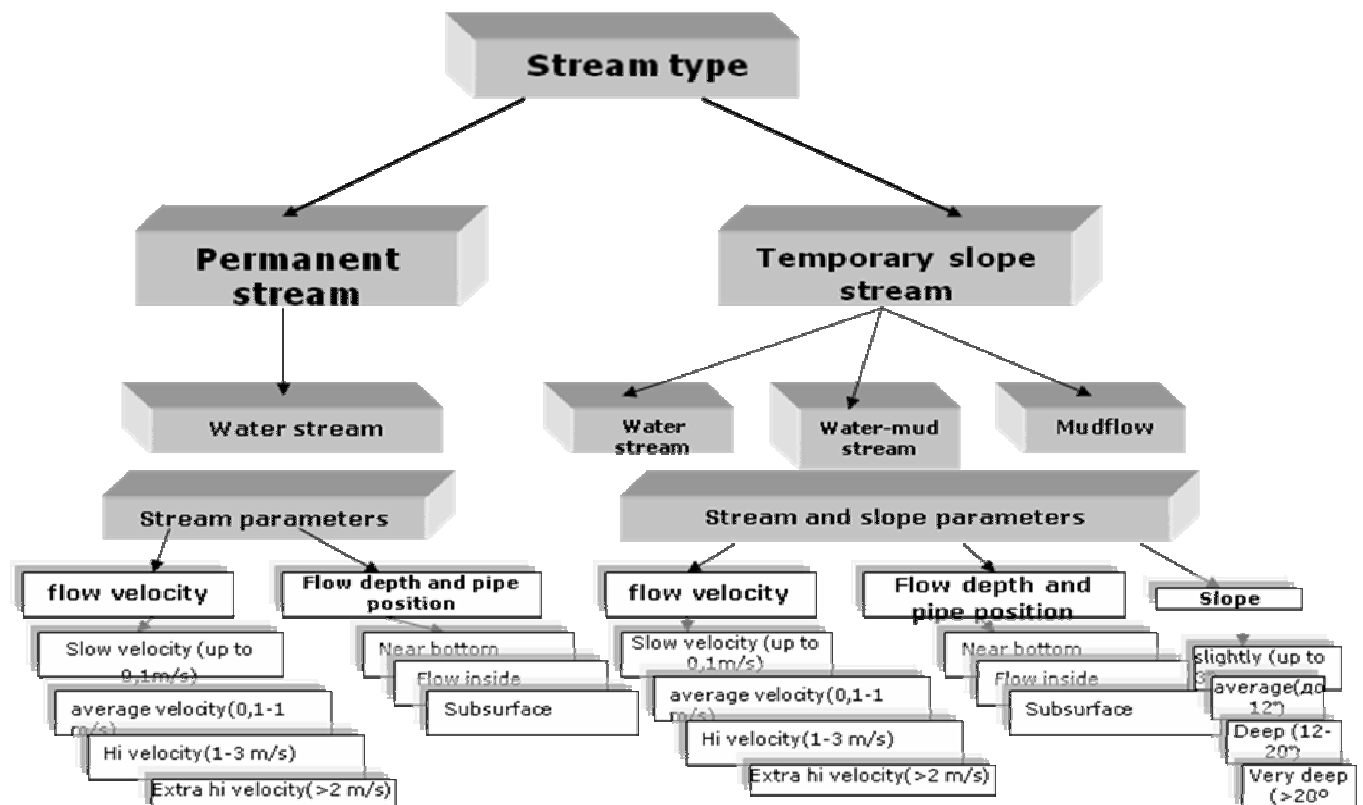 Stream type
Permanent
stream
Temporary slope
stream
Water stream
Water
stream
Water-mud
stream
Mudflow
Stream parameters
Stream and slope parameters
flow velocity
Flow depth and pipe
position
flow velocity
Flow depth and
pipe position
Slope
Slow velocity (up to
0,1m/s)
average velocity(0,1-1
m/s)
Hi velocity(1-3 m/s)
Extra hi velocity(>2 m/s)
Near bottom
Flow inside
Subsurface
Slow velocity (up to
0,1m/s)
average velocity(0,1-1
m/s)
Hi velocity(1-3 m/s)
Extra hi velocity(>2 m/s)
Near bottom
Flow inside
Subsurface
slightly (up to
average(до
12º)
Deep (12-
20º)
Very deep
(>20º